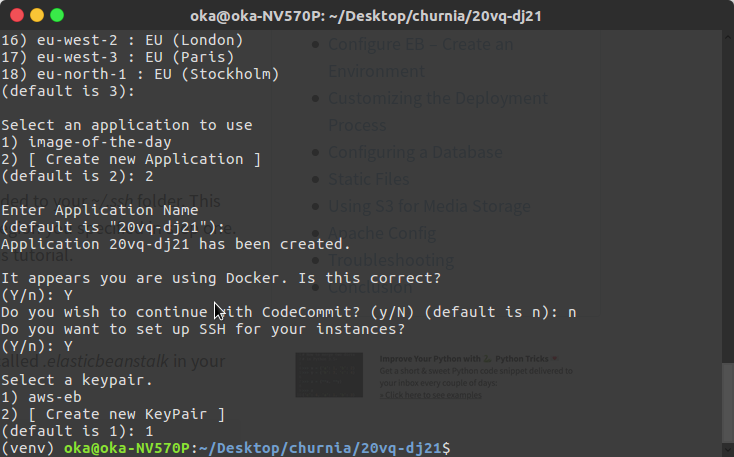 oka@oka-NV570P: ~/Desktop/churnia/20vq-dj21
16) eu-west-2 : EU (London)
17) eu-west-3 : EU (Paris)
18) eu-north-1 : EU (Stockholm)
(default is 3):
Select an application to use
1) image-of-the-day
2) [ Create new Application ]
(default is 2): 2
Enter Application Name
(default is "20vq-dj21"):
Application 20vq-dj21 has been created.
It appears you are using Docker. Is this correct?
(Y/n): Y
Do you wish to continue with CodeCommit? (y/N) (default is n): n
Do you want to set up SSH for your instances?
(Y/n): Y
Select a keypair.
1) aws-eb
2) [ Create new KeyPair ]
(default is 1): 1
(venv) oka@oka-NV570P:~/Desktop/churnia/20vq-dj21$
Configure EB – Create an
Environment
Customizing the Deployment
Process
Configuring a Database
Static Files
Using S3 for Media Storage
Apache Config
Troubleshooting
Conclusion
ded to your ~/.ssh folder. This
s tutorial.
alled .elasticbeanstalk in your
Improve Your Python with Python Tricks
Get a short & sweet Python code snippet delivered to
your inbox every couple of days:
» Click here to see examples